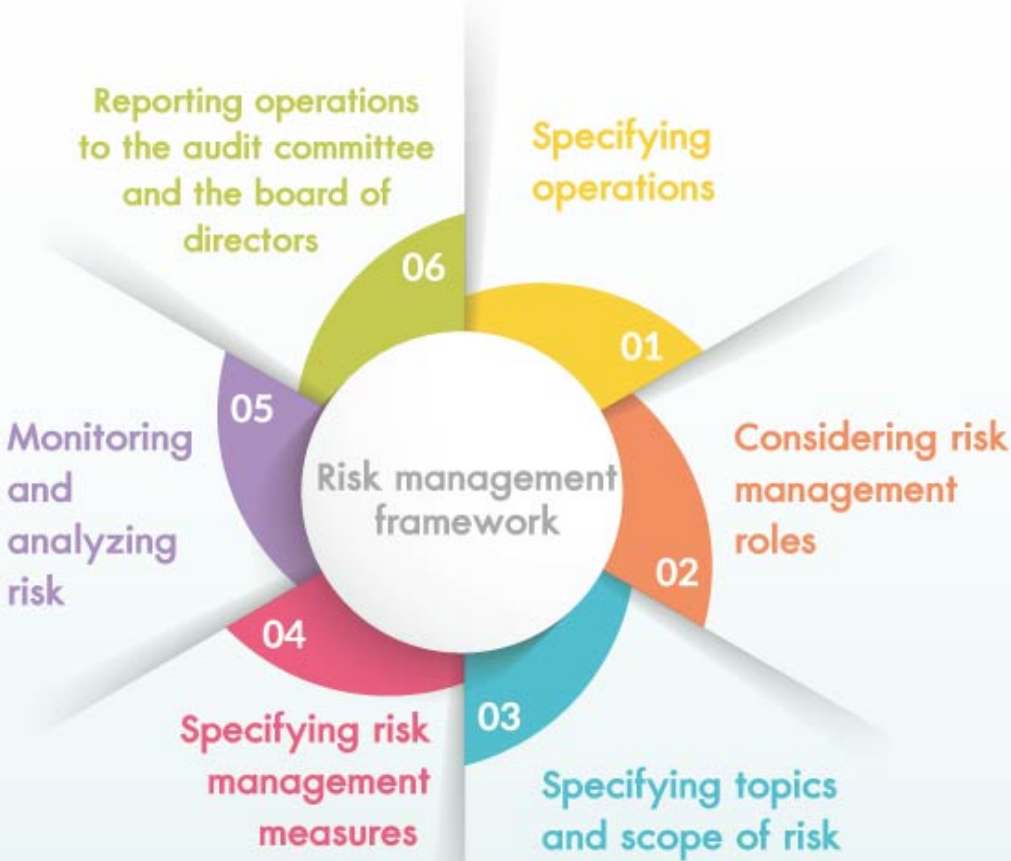 Risk management
framework
01
Specifying
operations
02
Considering risk
management
roles
03
Specifying topics
and scope of risk
04
Specifying risk
management
measures
05
Monitoring
and
analyzing
risk
06
Reporting operations
to the audit committee
and the board of
directors